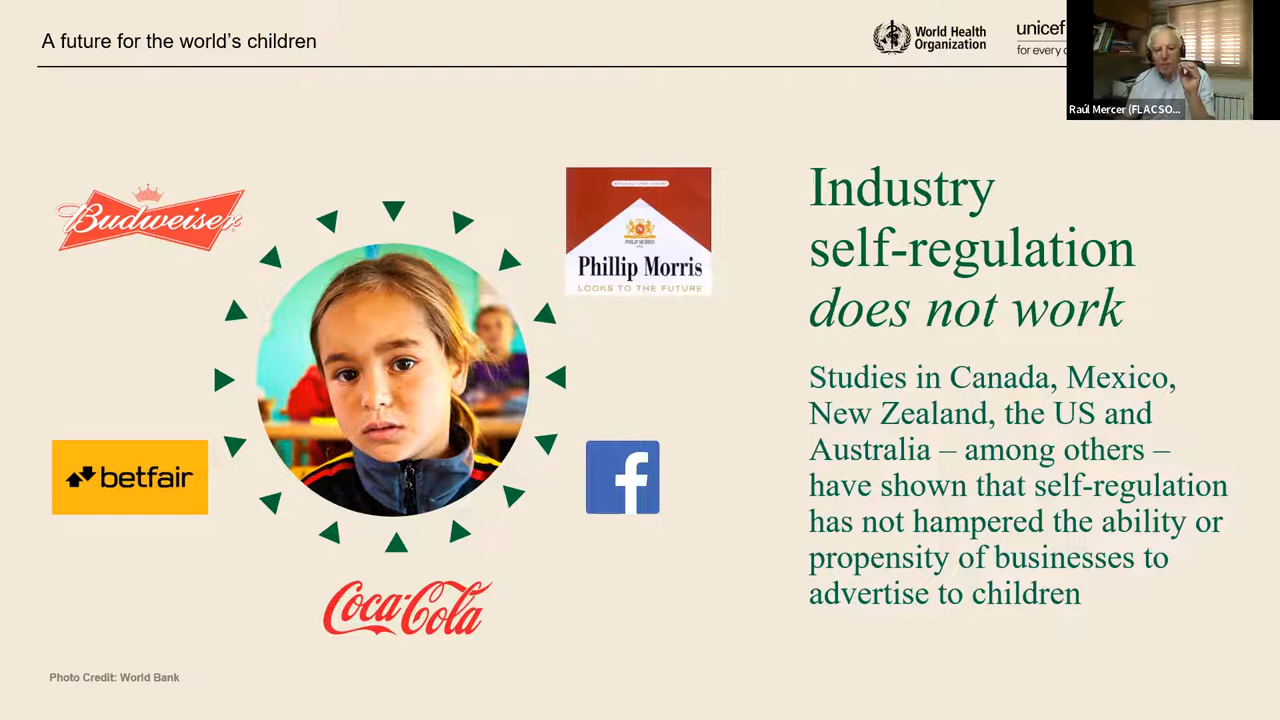 A future for the world's children
World Health
Organization
unicef
for every
Raúl Mercer (FLACSO...
Budweiser
PHILIP MORRIS
Phillip Morris
LOOKS TO THE FUTURE
betfair
f
Coca-Cola
Industry
self-regulation
does not work
Studies in Canada, Mexico,
New Zealand, the US and
Australia – among others –
have shown that self-regulation
has not hampered the ability or
propensity of businesses to
advertise to children
Photo Credit: World Bank